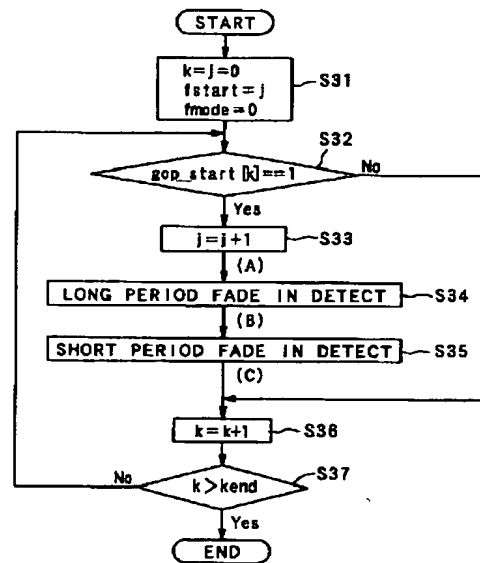 START
k=j=0
fstart=j
fmode=0
S31
S32
gop_start [k]==1
No
Yes
j=j+1
S33
(A)
LONG PERIOD FADE IN DETECT
S34
(B)
SHORT PERIOD FADE IN DETECT
S35
(C)
k=k+1
S36
No
k>kend
S37
Yes
END